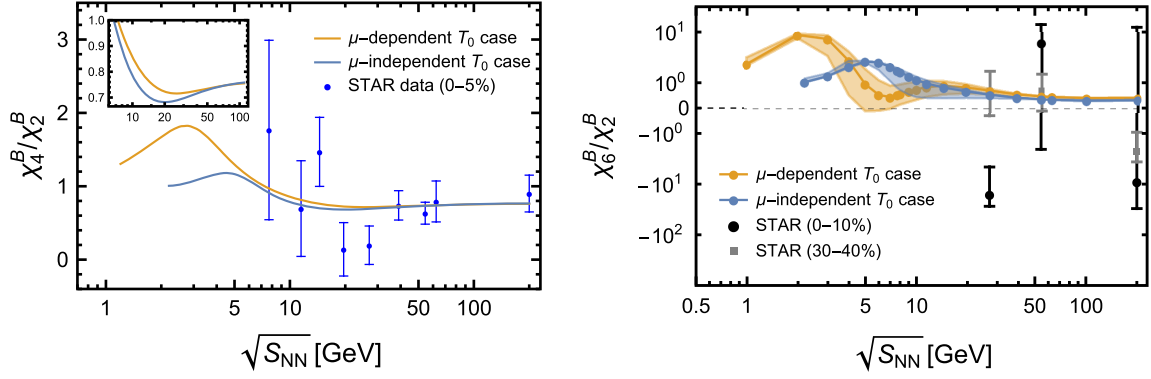 χ₄ᴮ/χ₂ᴮ
3
2
1
0
1.0
0.9
0.8
0.7
10 20 50 100
μ-dependent T₀ case
μ-independent T₀ case
STAR data (0–5%)
1 5 10 50 100
√S_NN [GeV]
χ₆ᴮ/χ₂ᴮ
10¹
10⁰
0
−10⁰
−10¹
−10²
μ-dependent T₀ case
μ-independent T₀ case
STAR (0–10%)
STAR (30–40%)
0.5 1 5 10 50 100
√S_NN [GeV]